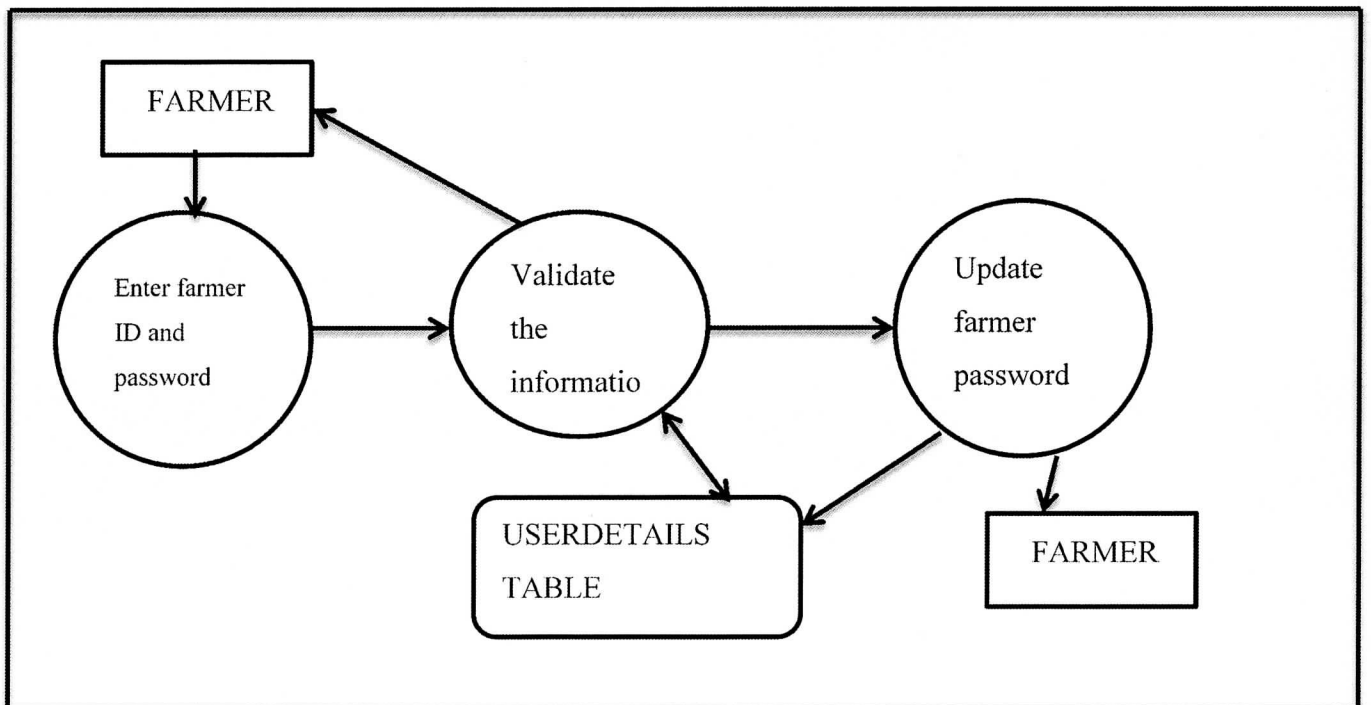 FARMER
Enter farmer
ID and
password
Validate
the
informatio
Update
farmer
password
USERDETAILS
TABLE
FARMER